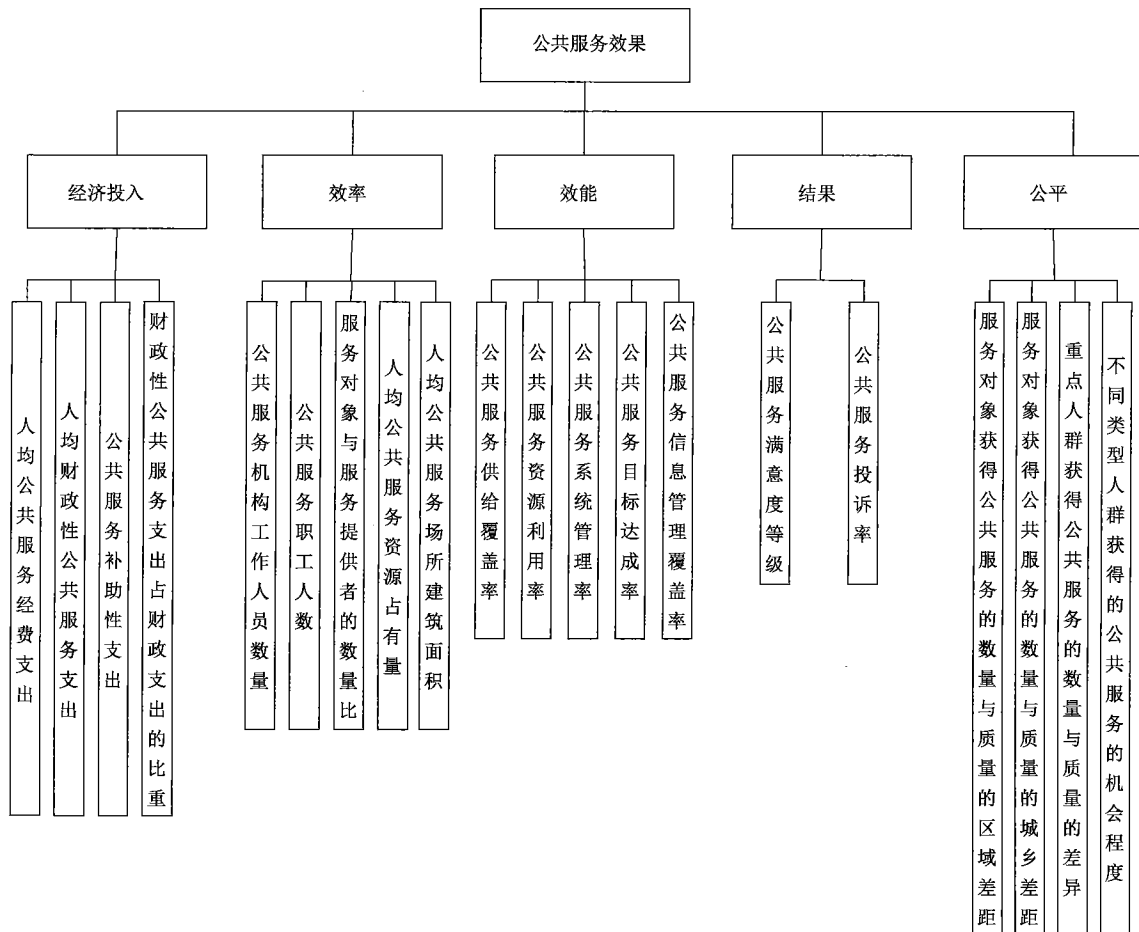 公共服务效果
经济投入
效率
效能
结果
公平
人均公共服务经费支出
人均财政性公共服务支出
公共服务补助性支出
财政性公共服务支出占财政支出的比重
公共服务机构工作人员数量
公共服务职工人数
服务对象与服务提供者的数量比
人均公共服务资源占有量
人均公共服务场所建筑面积
公共服务供给覆盖率
公共服务资源利用率
公共服务系统管理率
公共服务目标达成率
公共服务信息管理覆盖率
公共服务满意度等级
公共服务投诉率
服务对象获得公共服务的数量与质量的区域差距
服务对象获得公共服务的数量与质量的城乡差距
重点人群获得公共服务的数量与质量的差异
不同类型人群获得的公共服务的机会程度